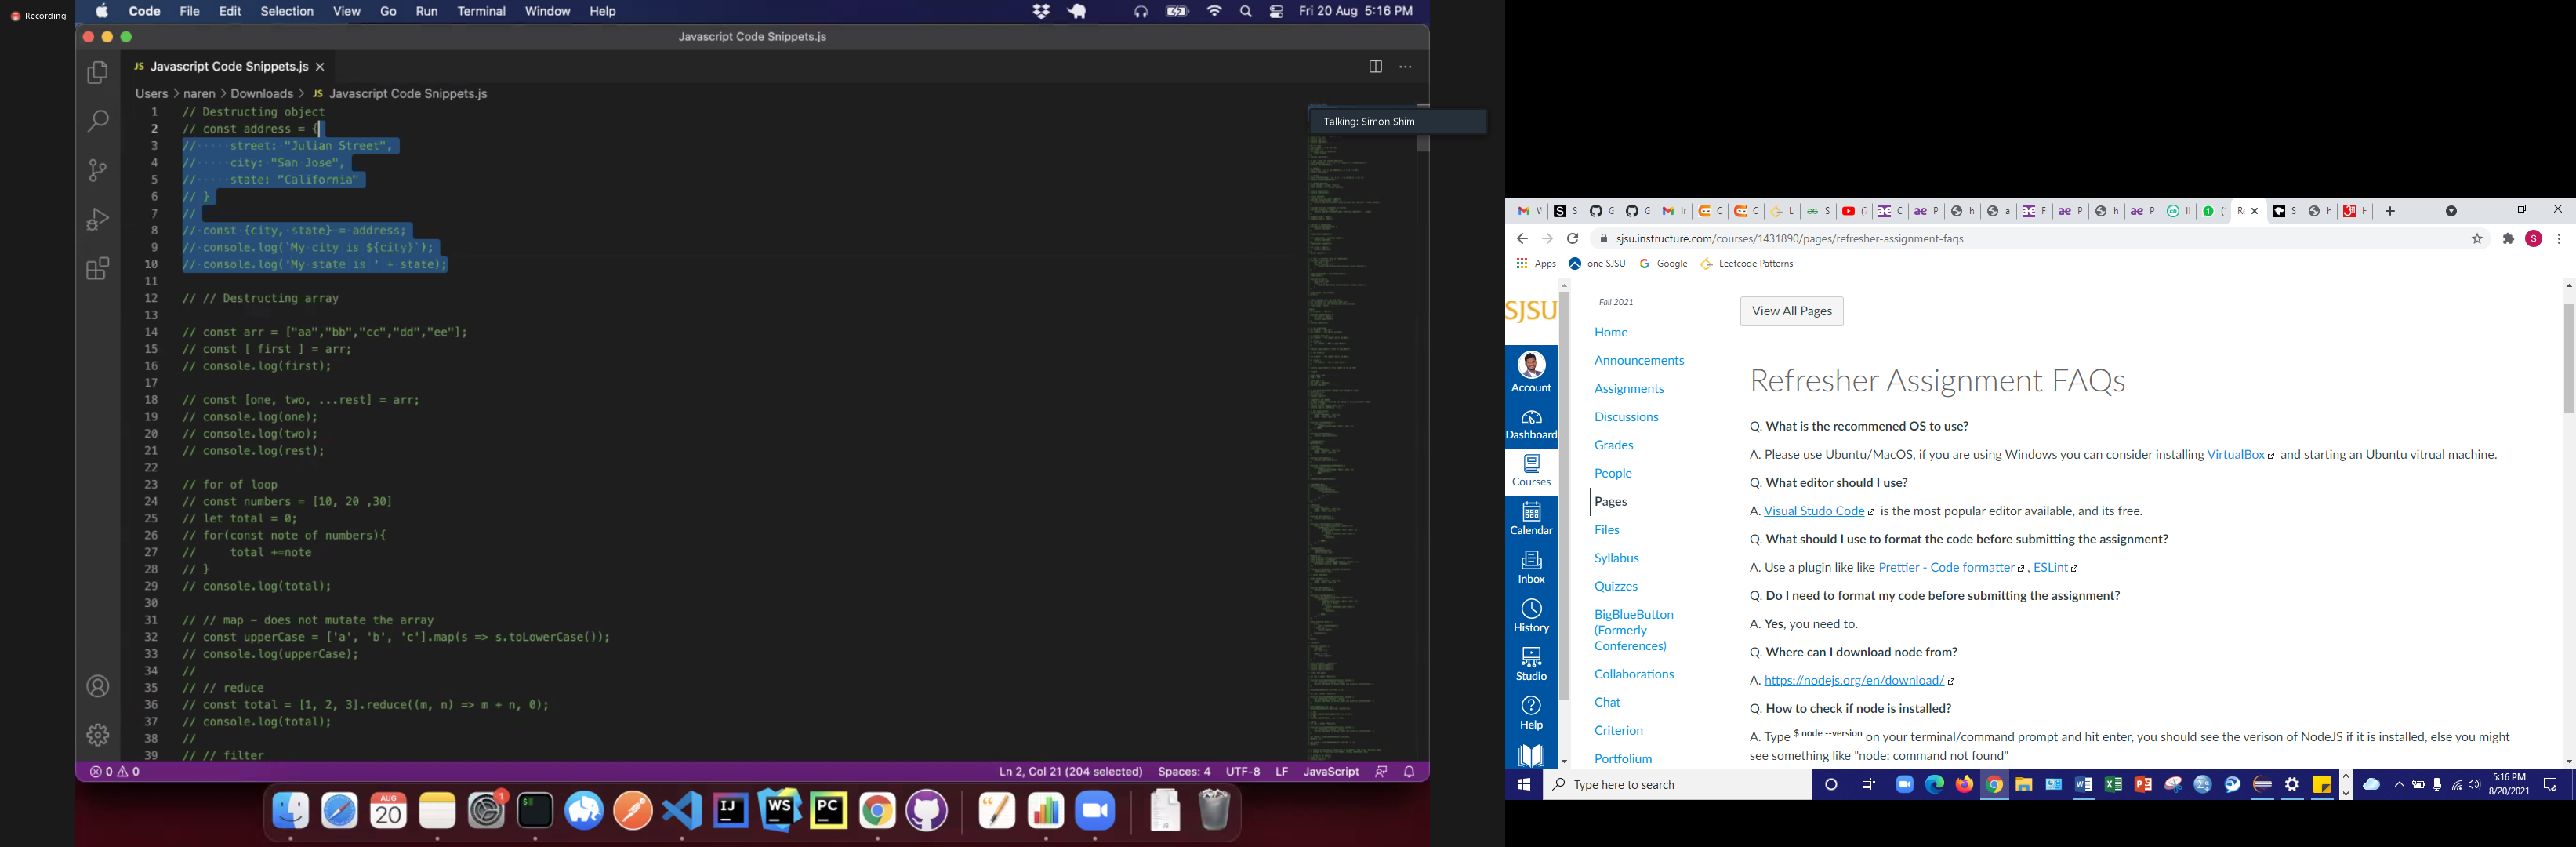 Recording
Code File Edit Selection View Go Run Terminal Window Help
Fri 20 Aug 5:16 PM
Javascript Code Snippets.js
JS Javascript Code Snippets.js
Users > naren > Downloads > JS Javascript Code Snippets.js
1 // Destructing object
2 // const address = {
3 //·····street: "Julian Street",
4 //·····city: "San Jose",
5 //·····state: "California"
6 // }
7 //
8 // const {city, state} = address;
9 // console.log(`My city is ${city}`);
10 // console.log('My state is ' + state);
11
12 // // Destructing array
13
14 // const arr = ["aa","bb","cc","dd","ee"];
15 // const [ first ] = arr;
16 // console.log(first);
17
18 // const [one, two, ...rest] = arr;
19 // console.log(one);
20 // console.log(two);
21 // console.log(rest);
22
23 // for of loop
24 // const numbers = [10, 20 ,30]
25 // let total = 0;
26 // for(const note of numbers){
27 //     total +=note
28 // }
29 // console.log(total);
30
31 // // map - does not mutate the array
32 // const upperCase = ['a', 'b', 'c'].map(s => s.toLowerCase());
33 // console.log(upperCase);
34 //
35 // // reduce
36 // const total = [1, 2, 3].reduce((m, n) => m + n, 0);
37 // console.log(total);
38 //
39 // // filter
Talking: Simon Shim
0 0
Ln 2, Col 21 (204 selected) Spaces: 4 UTF-8 LF JavaScript
AUG
20
1
IJ
WS
PC
sjsu.instructure.com/courses/1431890/pages/refresher-assignment-faqs
Apps one SJSU Google Leetcode Patterns
SJSU
Account
Dashboard
Courses
Calendar
Inbox
History
Studio
Help
Fall 2021
Home
Announcements
Assignments
Discussions
Grades
People
Pages
Files
Syllabus
Quizzes
BigBlueButton
(Formerly
Conferences)
Collaborations
Chat
Criterion
Portfolium
View All Pages
Refresher Assignment FAQs
Q. What is the recommened OS to use?
A. Please use Ubuntu/MacOS, if you are using Windows you can consider installing VirtualBox and starting an Ubuntu vitrual machine.
Q. What editor should I use?
A. Visual Studo Code is the most popular editor available, and its free.
Q. What should I use to format the code before submitting the assignment?
A. Use a plugin like like Prettier - Code formatter , ESLint
Q. Do I need to format my code before submitting the assignment?
A. Yes, you need to.
Q. Where can I download node from?
A. https://nodejs.org/en/download/
Q. How to check if node is installed?
A. Type $ node --version on your terminal/command prompt and hit enter, you should see the verison of NodeJS if it is installed, else you might
see something like "node: command not found"
Type here to search
5:16 PM
8/20/2021